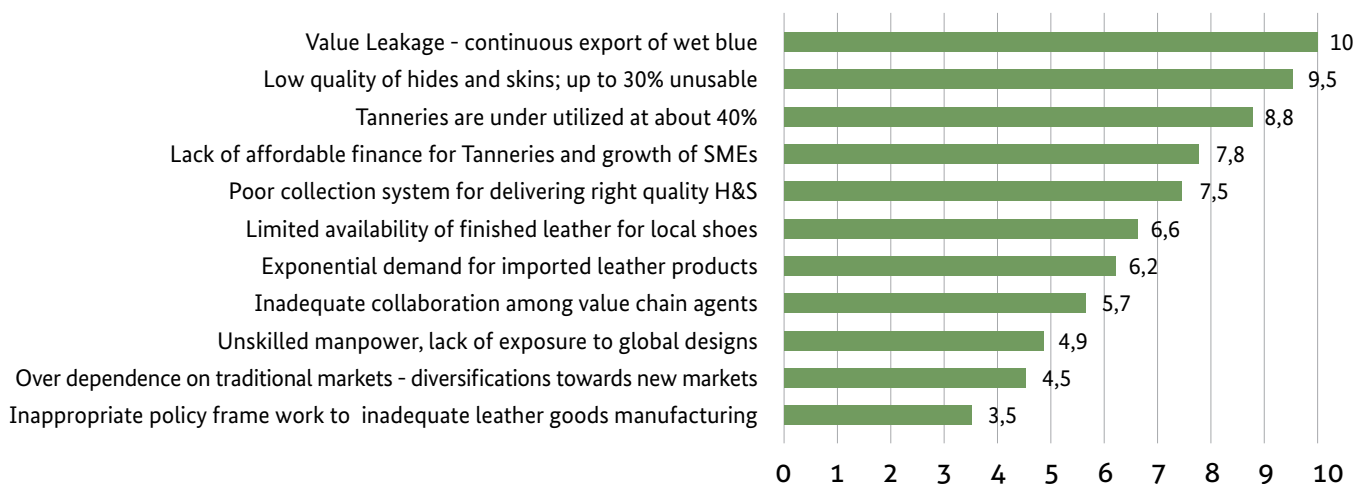 Value Leakage - continuous export of wet blue 10
Low quality of hides and skins; up to 30% unusable 9,5
Tanneries are under utilized at about 40% 8,8
Lack of affordable finance for Tanneries and growth of SMEs 7,8
Poor collection system for delivering right quality H&S 7,5
Limited availability of finished leather for local shoes 6,6
Exponential demand for imported leather products 6,2
Inadequate collaboration among value chain agents 5,7
Unskilled manpower, lack of exposure to global designs 4,9
Over dependence on traditional markets - diversifications towards new markets 4,5
Inappropriate policy frame work to inadequate leather goods manufacturing 3,5
0 1 2 3 4 5 6 7 8 9 10